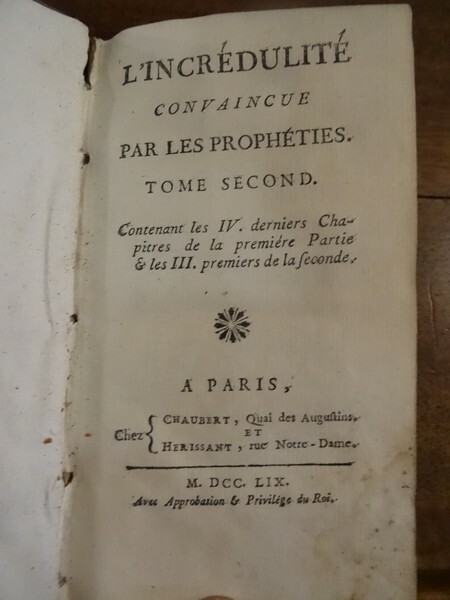 L'INCRÉDULITÉ
CONVAINCUE
PAR LES PROPHÉTIES.
TOME SECOND.
Contenant les IV. derniers Cha-
pitres de la premiére Partie
& les III. premiers de la seconde.
A PARIS,
Chez { CHAUBERT, Quai des Augustins.
ET
HERISSANT, rue Notre-Dame.
M. DCC. LIX.
Avec Approbation & Privilége du Roi.